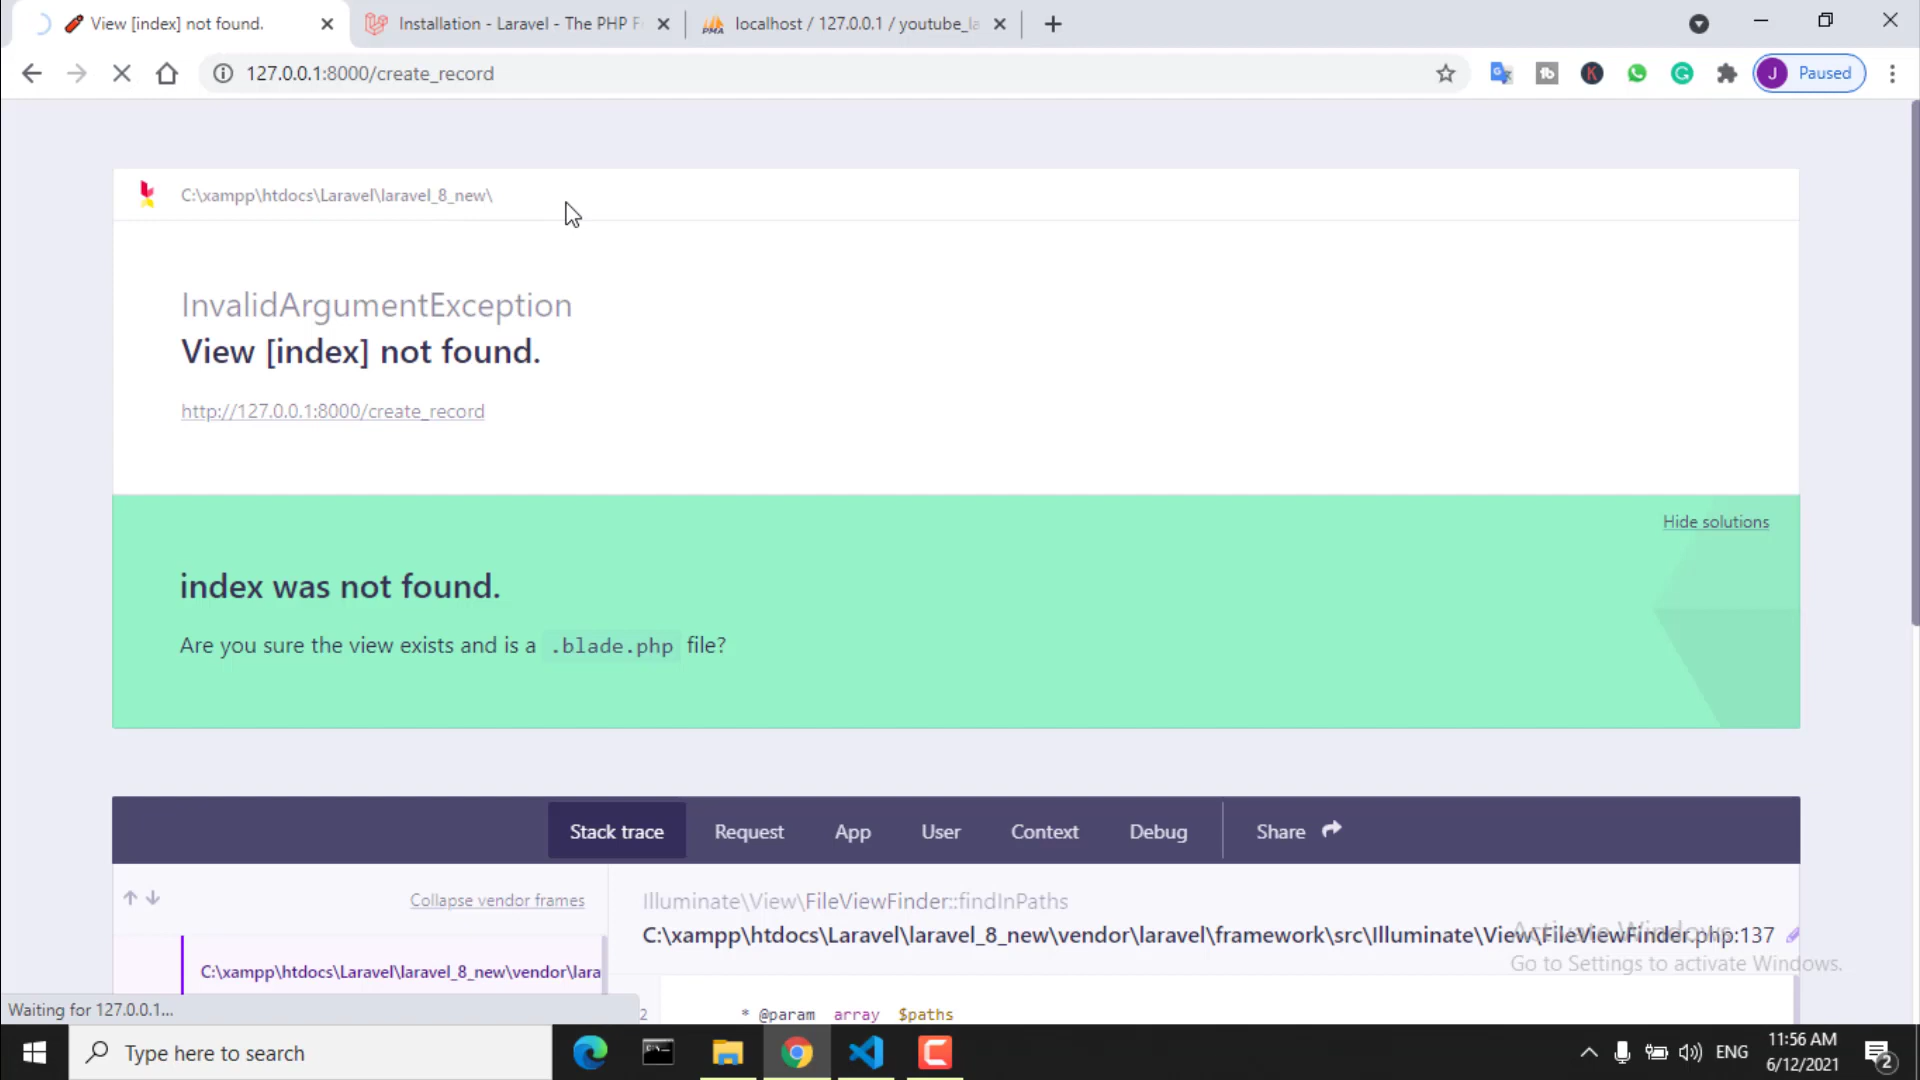 View [index] not found.
Installation - Laravel - The PHP F
localhost / 127.0.0.1 / youtube_la
127.0.0.1:8000/create_record
J Paused
C:\xampp\htdocs\Laravel\laravel_8_new\
InvalidArgumentException
View [index] not found.
http://127.0.0.1:8000/create_record
Hide solutions
index was not found.
Are you sure the view exists and is a .blade.php file?
Stack trace Request App User Context Debug Share
Collapse vendor frames
Illuminate\View\FileViewFinder::findInPaths
C:\xampp\htdocs\Laravel\laravel_8_new\vendor\laravel\framework\src\Illuminate\View\FileViewFinder.php:137
Activate Windows
Go to Settings to activate Windows.
C:\xampp\htdocs\Laravel\laravel_8_new\vendor\lara
Waiting for 127.0.0.1...
2 * @param array $paths
Type here to search
ENG
11:56 AM
6/12/2021
2